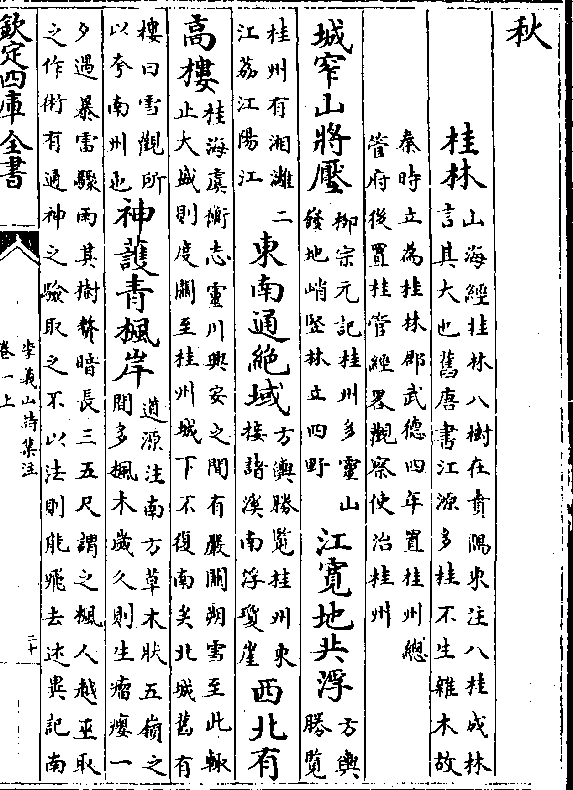 秋
桂林
山海經桂林八樹在賁隅東注八桂成林
言其大也舊唐書江源多桂不生雜木故
秦時立為桂林郡武德四年置桂州總
管府後置桂管經畧觀察使治桂州
城窄山將壓
柳宗元記桂州多靈山
發地峭竪林立四野
江寛地共浮
方輿
勝覽
桂州有湘灕二
江荔江陽江
東南通絶域
方輿勝覽桂州東
接諸溪南浮瓊崖
西北有
高樓
桂海虞衡志靈川興安之間有嚴關朔雪至此輒
止大盛則度關至桂州城下不復南矣北城舊有
樓曰雪觀所
以夸南州也
神護青楓岸
道源注南方草木狀五嶺之
間多楓木歲久則生瘤癭一
夕遇暴雷驟雨其樹贅暗長三五尺謂之楓人越巫取
之作術有通神之驗取之不以法則能飛去述異記南
欽定四庫全書
李義山詩集注
卷一上
二十